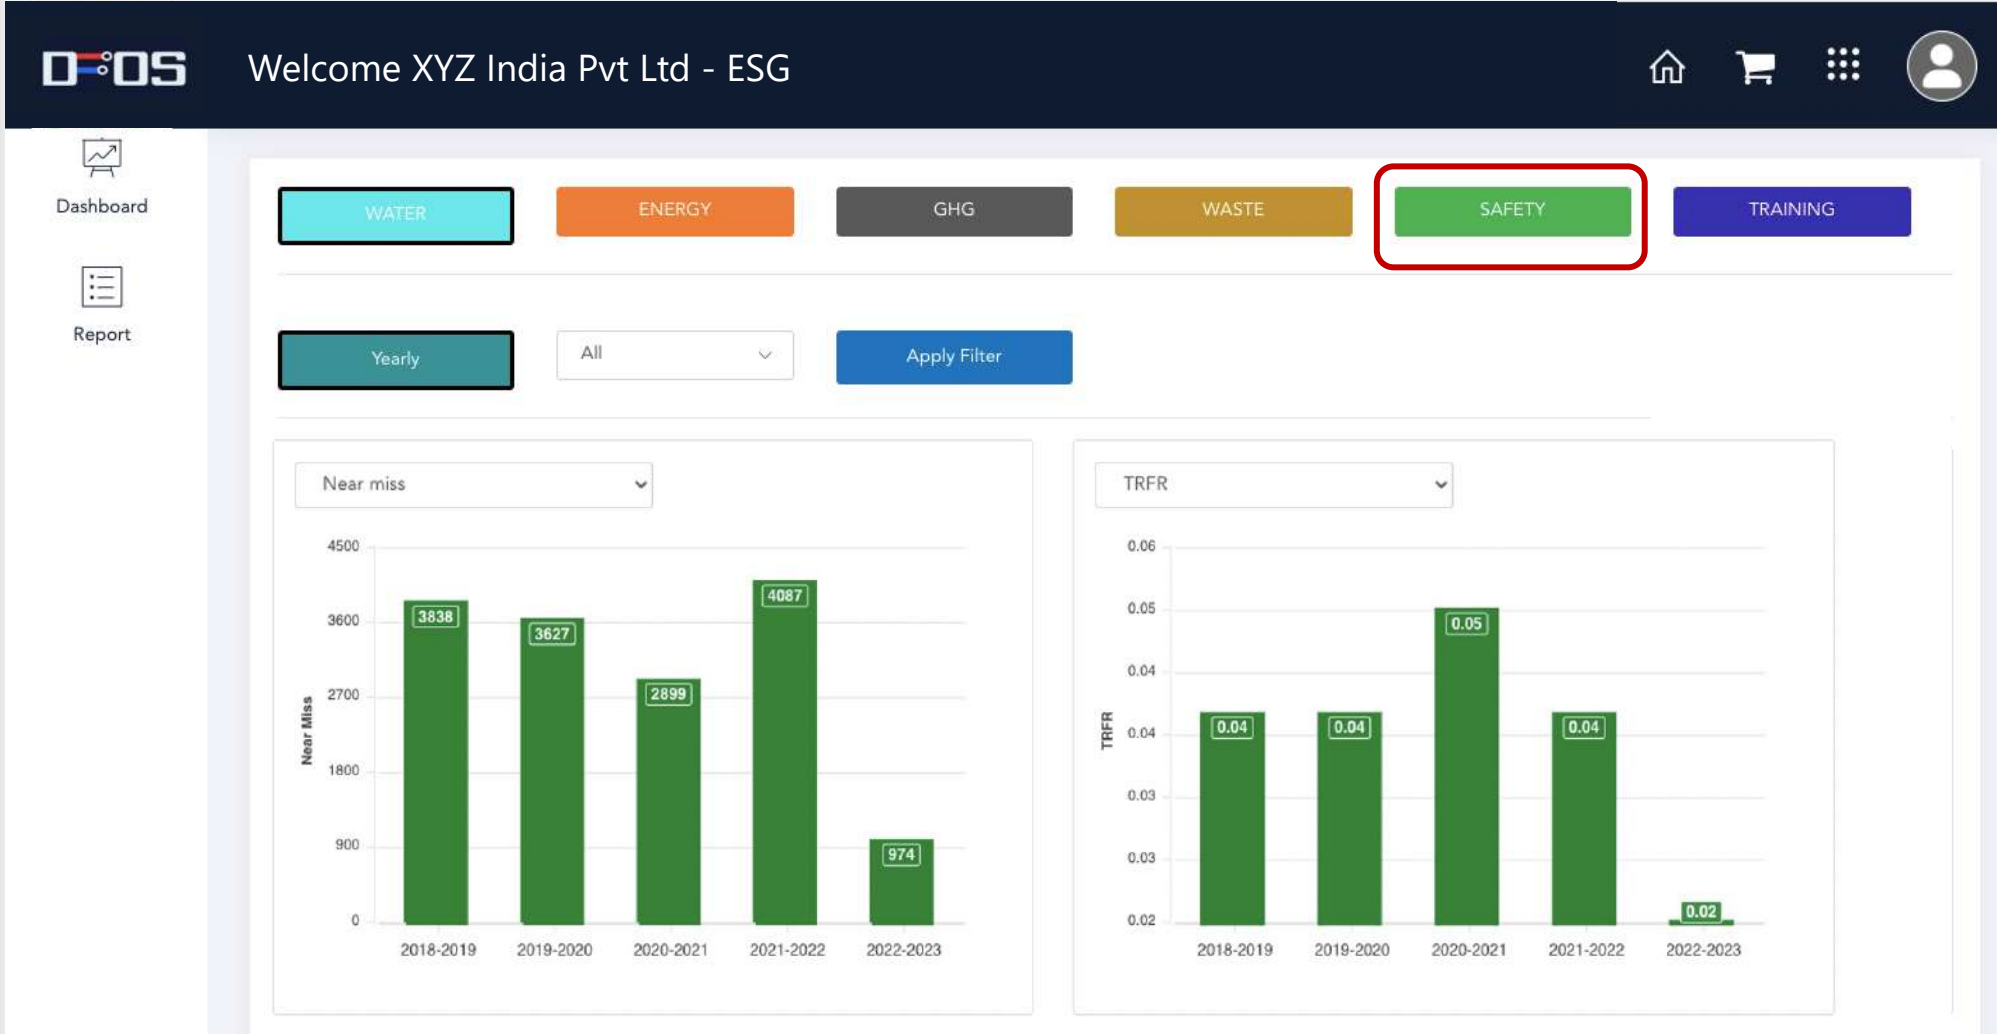 DFOS
Welcome XYZ India Pvt Ltd - ESG
Dashboard
Report
WATER
ENERGY
GHG
WASTE
SAFETY
TRAINING
Yearly
All
Apply Filter
Near miss
4500
3600
2700
1800
900
0
Near Miss
3838
3627
2899
4087
974
2018-2019
2019-2020
2020-2021
2021-2022
2022-2023
TRFR
0.06
0.05
0.04
0.04
0.03
0.03
0.02
TRFR
0.04
0.04
0.05
0.04
0.02
2018-2019
2019-2020
2020-2021
2021-2022
2022-2023